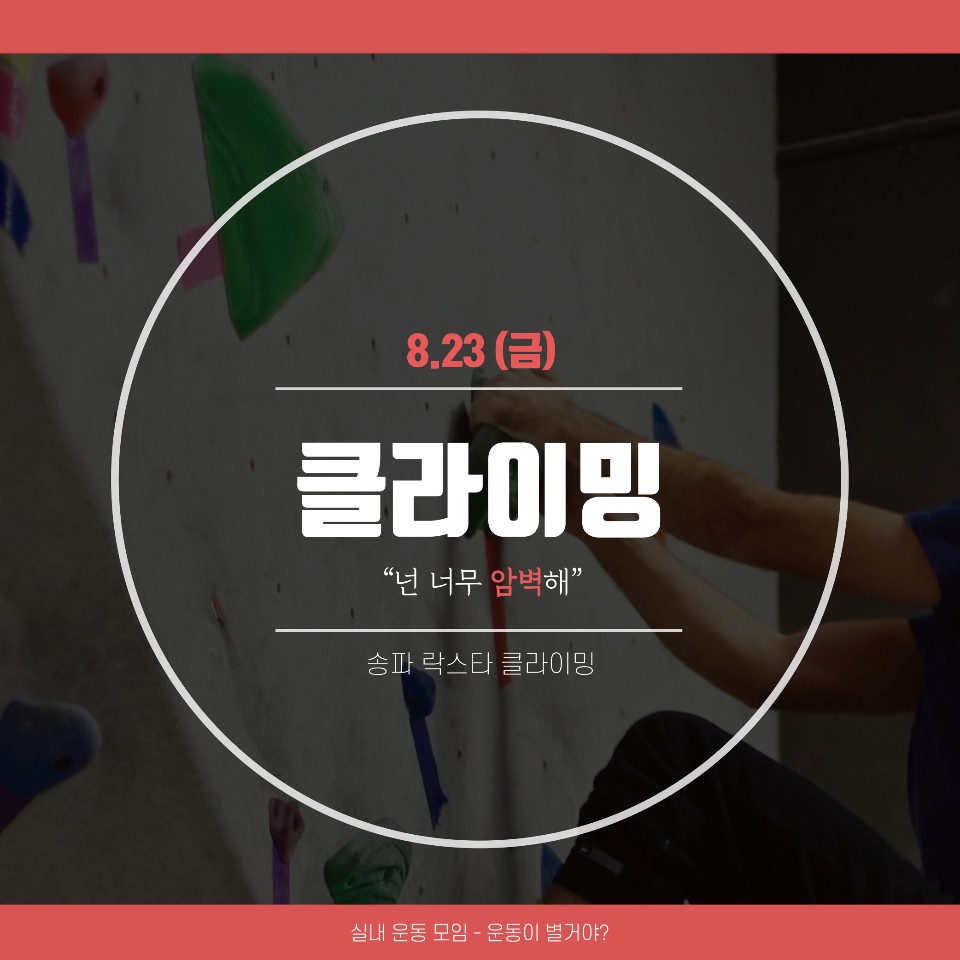 8.23 (금)
클라이밍
“넌 너무 암벽해”
송파 락스타 클라이밍
실내 운동 모임 - 운동이 별거야?